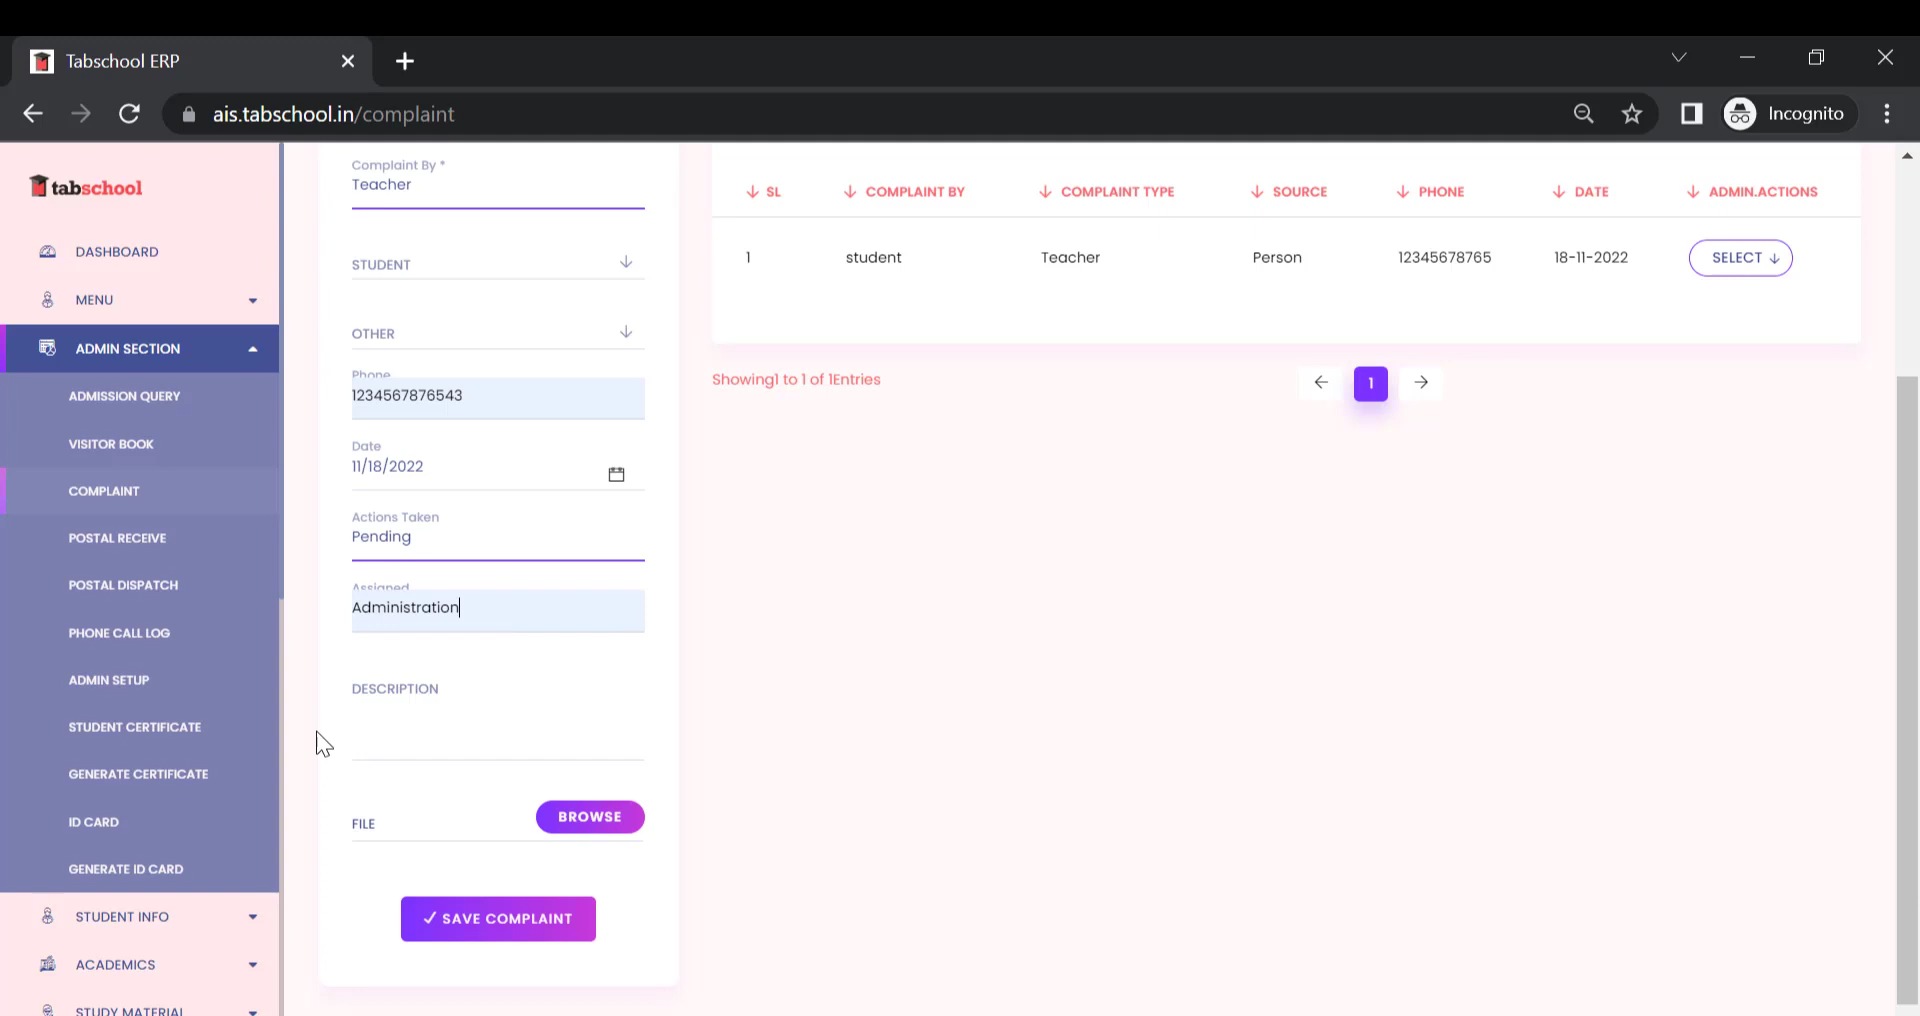 Tabschool ERP
ais.tabschool.in/complaint
Incognito
tabschool
DASHBOARD
MENU
ADMIN SECTION
ADMISSION QUERY
VISITOR BOOK
COMPLAINT
POSTAL RECEIVE
POSTAL DISPATCH
PHONE CALL LOG
ADMIN SETUP
STUDENT CERTIFICATE
GENERATE CERTIFICATE
ID CARD
GENERATE ID CARD
STUDENT INFO
ACADEMICS
STUDY MATERIAL
Complaint By *
Teacher
STUDENT
OTHER
Phone
1234567876543
Date
11/18/2022
Actions Taken
Pending
Assigned
Administration
DESCRIPTION
FILE BROWSE
SAVE COMPLAINT
SL COMPLAINT BY COMPLAINT TYPE SOURCE PHONE DATE ADMIN.ACTIONS
1 student Teacher Person 12345678765 18-11-2022 SELECT
Showing1 to 1 of 1Entries
1